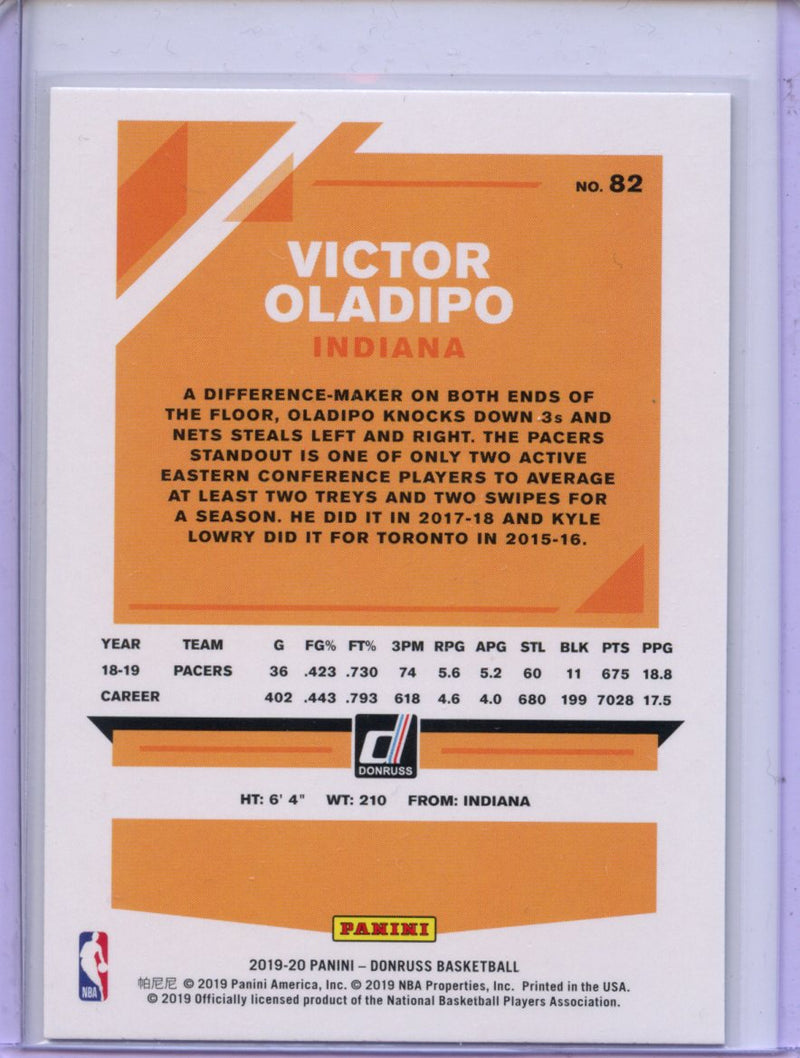 NO. 82
VICTOR
OLADIPO
INDIANA
A DIFFERENCE-MAKER ON BOTH ENDS OF
THE FLOOR, OLADIPO KNOCKS DOWN 3s AND
NETS STEALS LEFT AND RIGHT. THE PACERS
STANDOUT IS ONE OF ONLY TWO ACTIVE
EASTERN CONFERENCE PLAYERS TO AVERAGE
AT LEAST TWO TREYS AND TWO SWIPES FOR
A SEASON. HE DID IT IN 2017-18 AND KYLE
LOWRY DID IT FOR TORONTO IN 2015-16.
YEAR TEAM G FG% FT% 3PM RPG APG STL BLK PTS PPG
18-19 PACERS 36 .423 .730 74 5.6 5.2 60 11 675 18.8
CAREER 402 .443 .793 618 4.6 4.0 680 199 7028 17.5
d
DONRUSS
HT: 6' 4" WT: 210 FROM: INDIANA
PANINI
NBA
2019-20 PANINI – DONRUSS BASKETBALL
帕尼尼 © 2019 Panini America, Inc. © 2019 NBA Properties, Inc. Printed in the USA.
© 2019 Officially licensed product of the National Basketball Players Association.